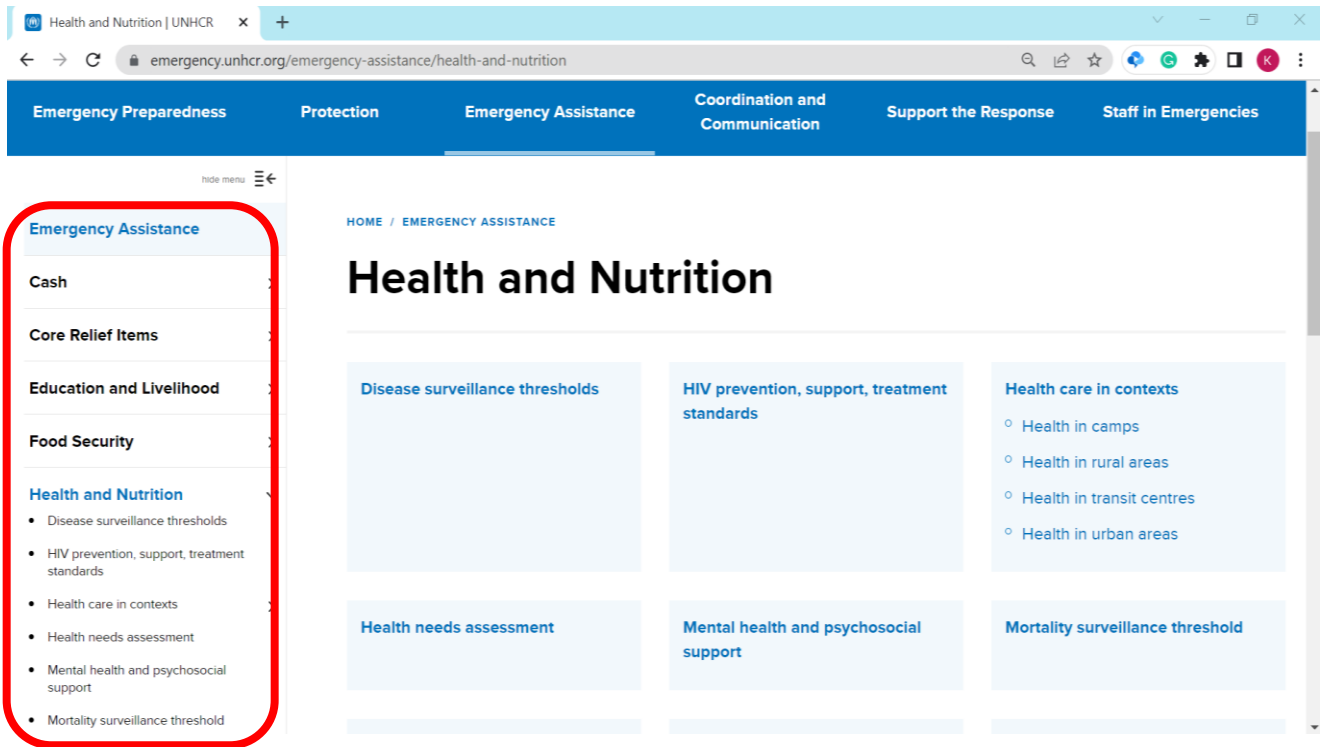 Health and Nutrition | UNHCR
emergency.unhcr.org/emergency-assistance/health-and-nutrition
K
Emergency Preparedness
Protection
Emergency Assistance
Coordination and
Communication
Support the Response
Staff in Emergencies
hide menu
Emergency Assistance
Cash
Core Relief Items
Education and Livelihood
Food Security
Health and Nutrition
• Disease surveillance thresholds
• HIV prevention, support, treatment
standards
• Health care in contexts
• Health needs assessment
• Mental health and psychosocial
support
• Mortality surveillance threshold
HOME / EMERGENCY ASSISTANCE
Health and Nutrition
Disease surveillance thresholds
HIV prevention, support, treatment
standards
Health care in contexts
Health in camps
Health in rural areas
Health in transit centres
Health in urban areas
Health needs assessment
Mental health and psychosocial
support
Mortality surveillance threshold